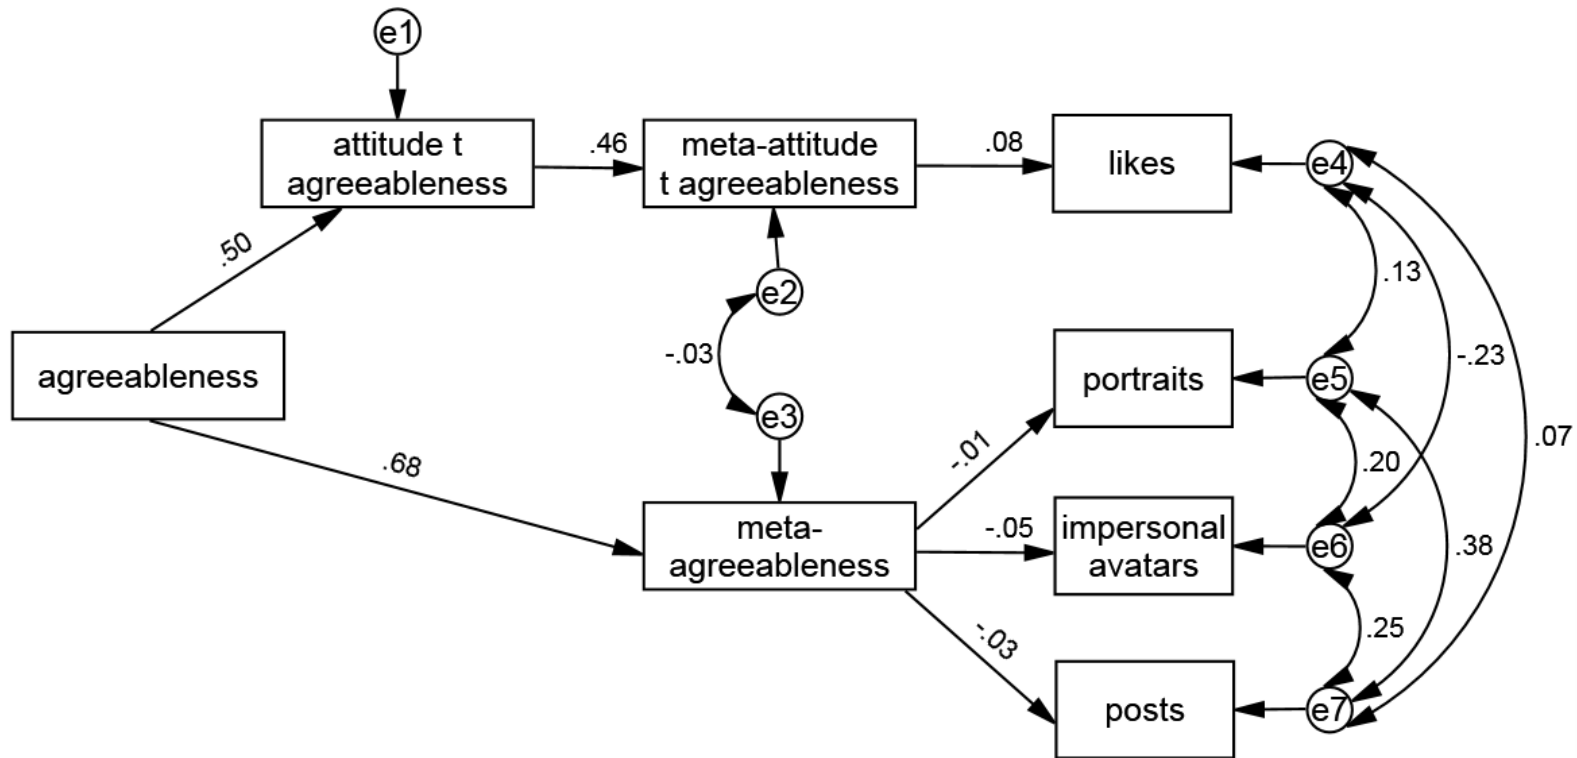 e1
attitude t
agreeableness
.46
meta-attitude
t agreeableness
.08
likes
e4
.50
e2
.13
-.03
agreeableness
portraits
e5
-.23
e3
.07
.68
-.01
.20
meta-
agreeableness
-.05
impersonal
avatars
e6
.38
-.03
.25
posts
e7